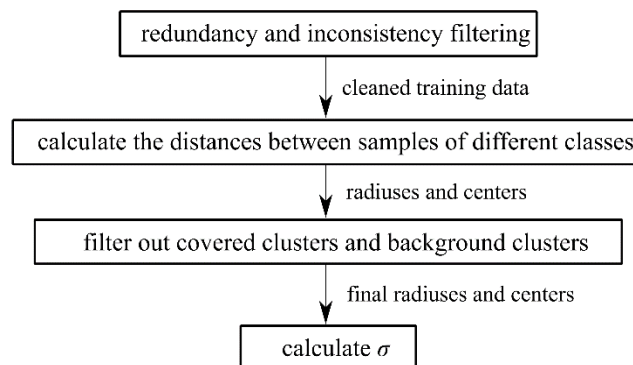 redundancy and inconsistency filtering
cleaned training data
calculate the distances between samples of different classes
radiuses and centers
filter out covered clusters and background clusters
final radiuses and centers
calculate σ